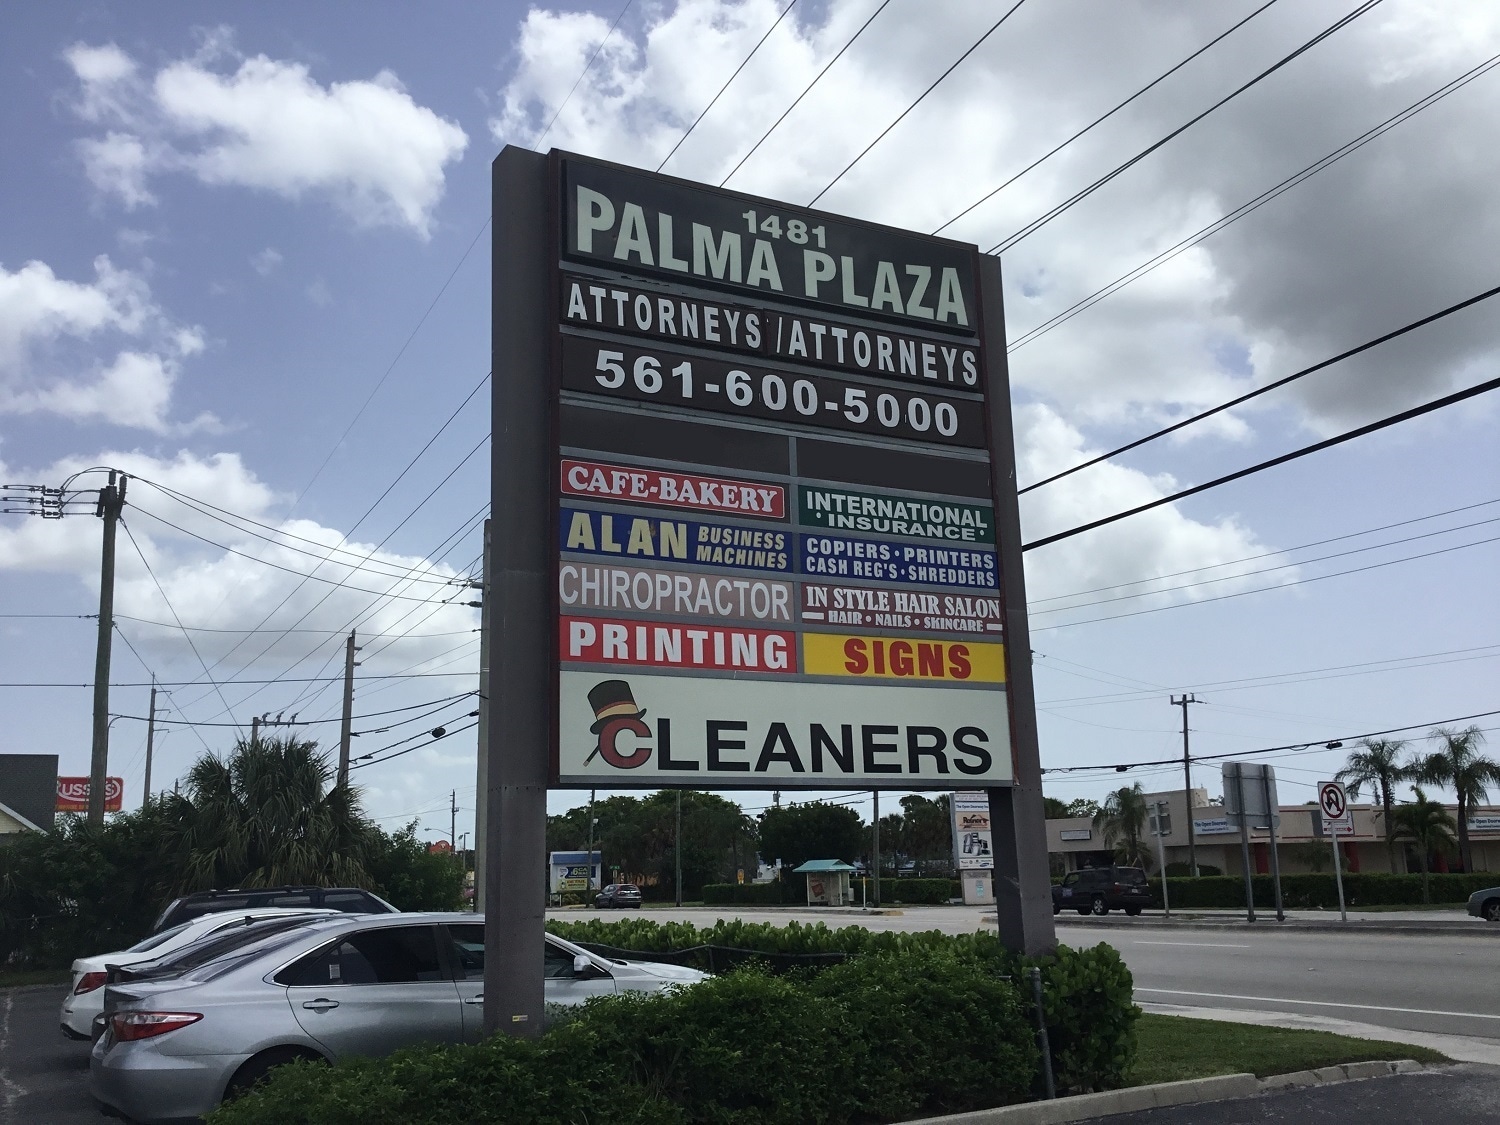 1481
PALMA PLAZA
ATTORNEYS/ATTORNEYS
561-600-5000
CAFE-BAKERY
INTERNATIONAL
• INSURANCE •
ALAN BUSINESS
MACHINES
COPIERS • PRINTERS
CASH REG'S • SHREDDERS
CHIROPRACTOR
IN STYLE HAIR SALON
HAIR • NAILS • SKINCARE
PRINTING
SIGNS
CLEANERS